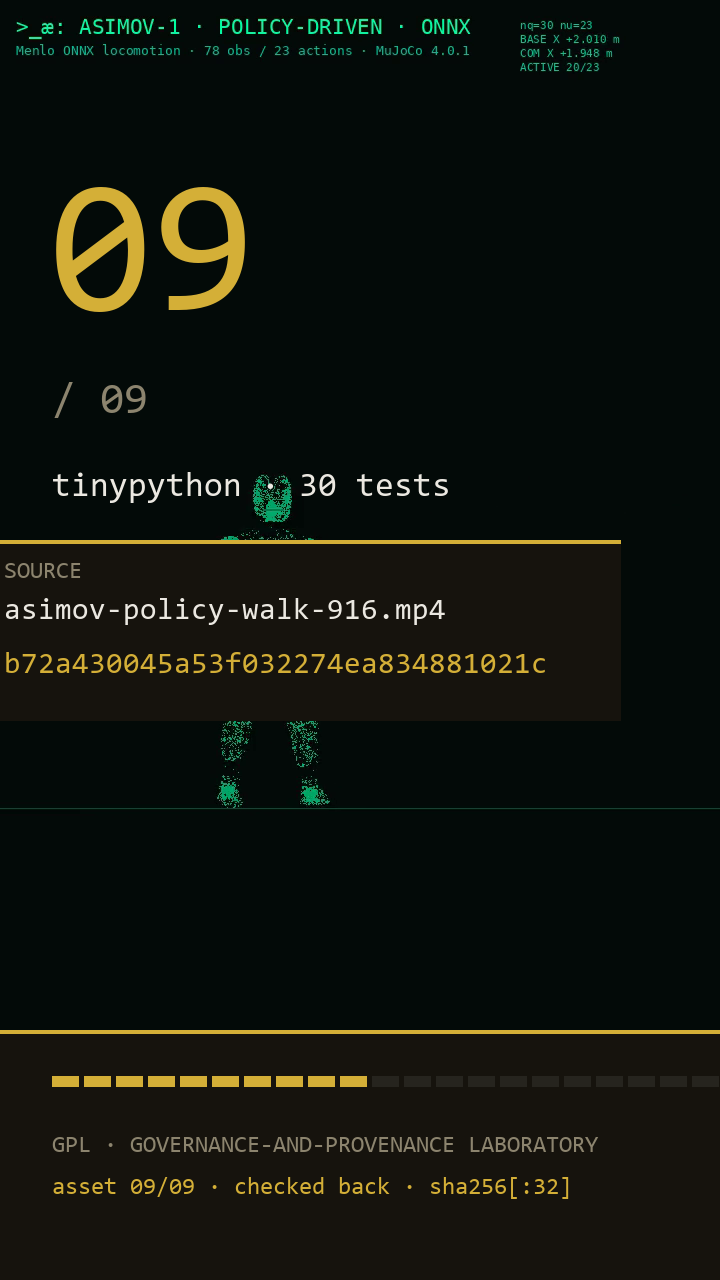 >_æ: ASIMOV-1 · POLICY-DRIVEN · ONNX
Menlo ONNX locomotion · 78 obs / 23 actions · MuJoCo 4.0.1
nq=30 nu=23
BASE X +2.010 m
COM X +1.948 m
ACTIVE 20/23
09
/ 09
tinypython 30 tests
SOURCE
asimov-policy-walk-916.mp4
b72a430045a53f032274ea834881021c
GPL · GOVERNANCE-AND-PROVENANCE LABORATORY
asset 09/09 · checked back · sha256[:32]